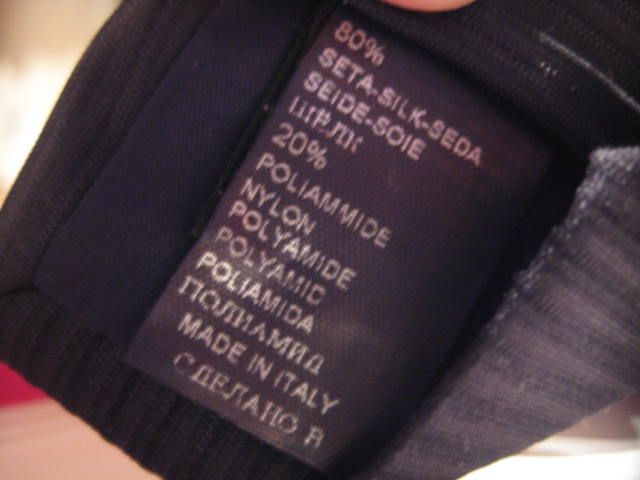 80%
SETA-SILK-SEDA
SEIDE-SOIE
ШЕЛК
20%
POLIAMMIDE
NYLON
POLYAMIDE
POLYAMID
POLIAMIDA
ПОЛИАМИД
MADE IN ITALY
СДЕЛАНО В